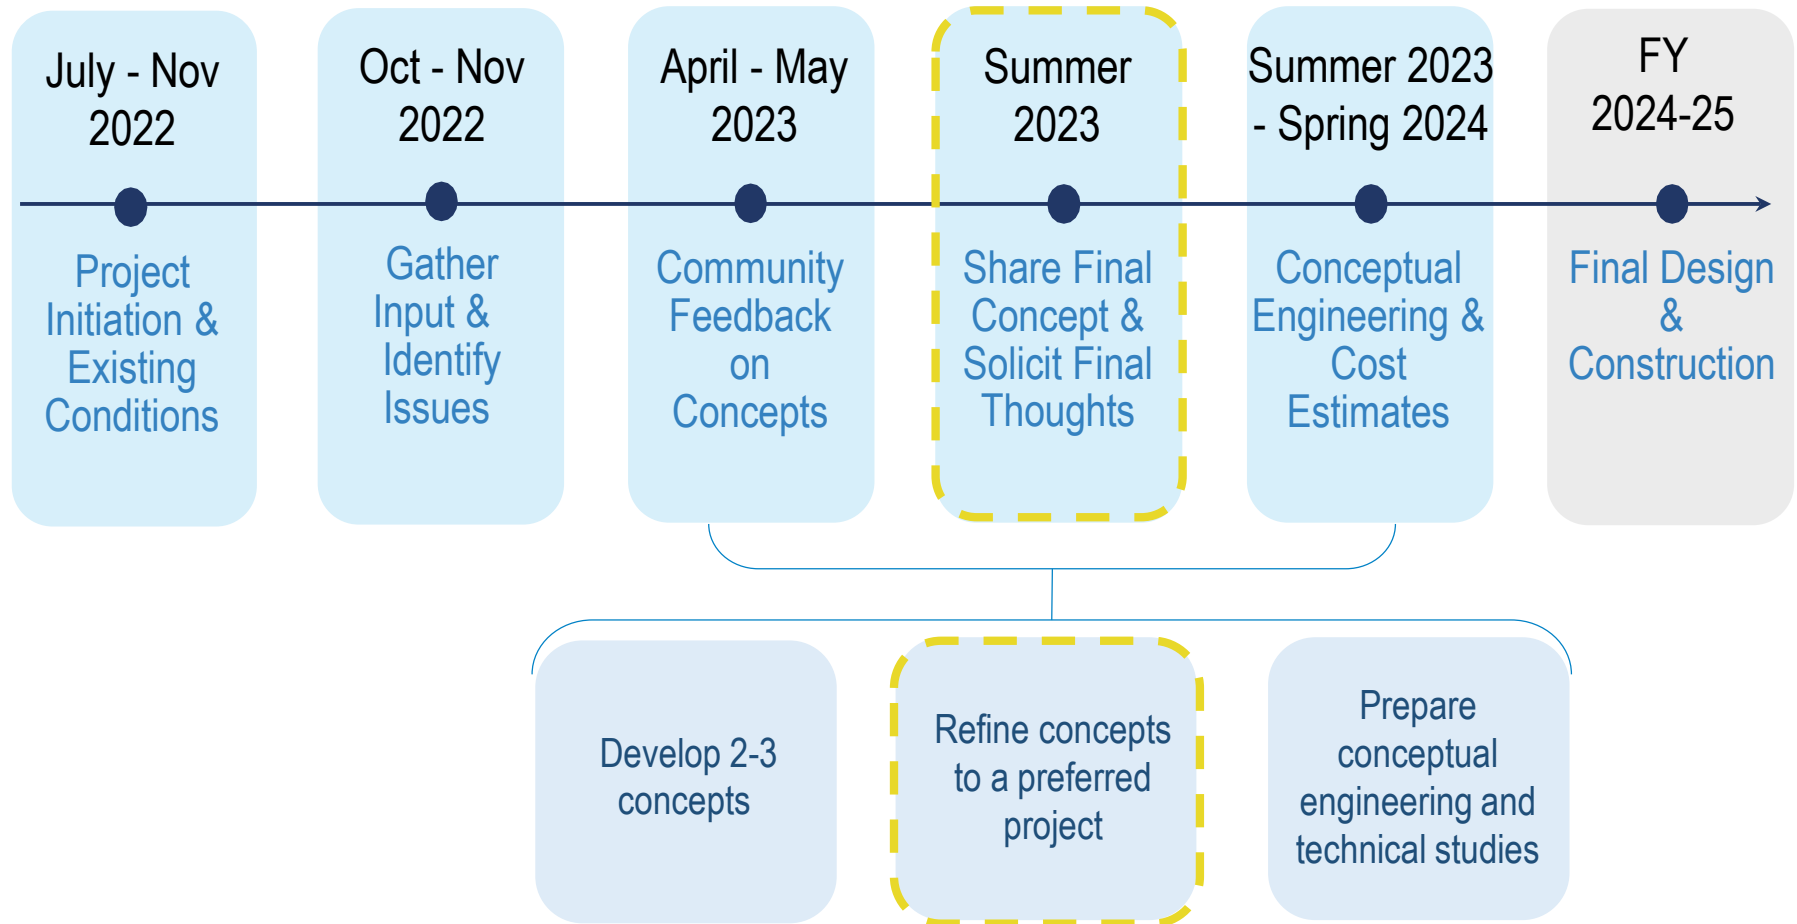 July - Nov
2022
Project
Initiation &
Existing
Conditions
Oct - Nov
2022
Gather
Input &
Identify
Issues
April - May
2023
Community
Feedback
on
Concepts
Summer
2023
Share Final
Concept &
Solicit Final
Thoughts
Summer 2023
- Spring 2024
Conceptual
Engineering &
Cost
Estimates
FY
2024-25
Final Design
&
Construction
Develop 2-3
concepts
Refine concepts
to a preferred
project
Prepare
conceptual
engineering and
technical studies